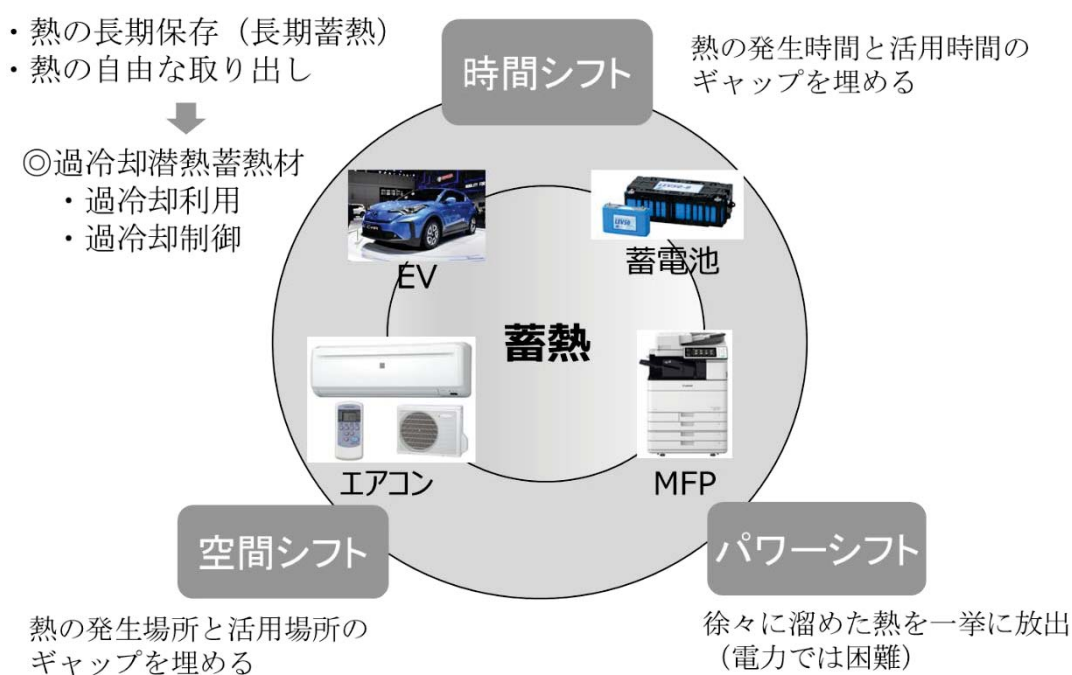 ・熱の長期保存（長期蓄熱）
・熱の自由な取り出し
◎過冷却潜熱蓄熱材
・過冷却利用
・過冷却制御
時間シフト
熱の発生時間と活用時間の
ギャップを埋める
EV
蓄電池
蓄熱
エアコン
MFP
空間シフト
熱の発生場所と活用場所の
ギャップを埋める
パワーシフト
徐々に溜めた熱を一挙に放出
（電力では困難）